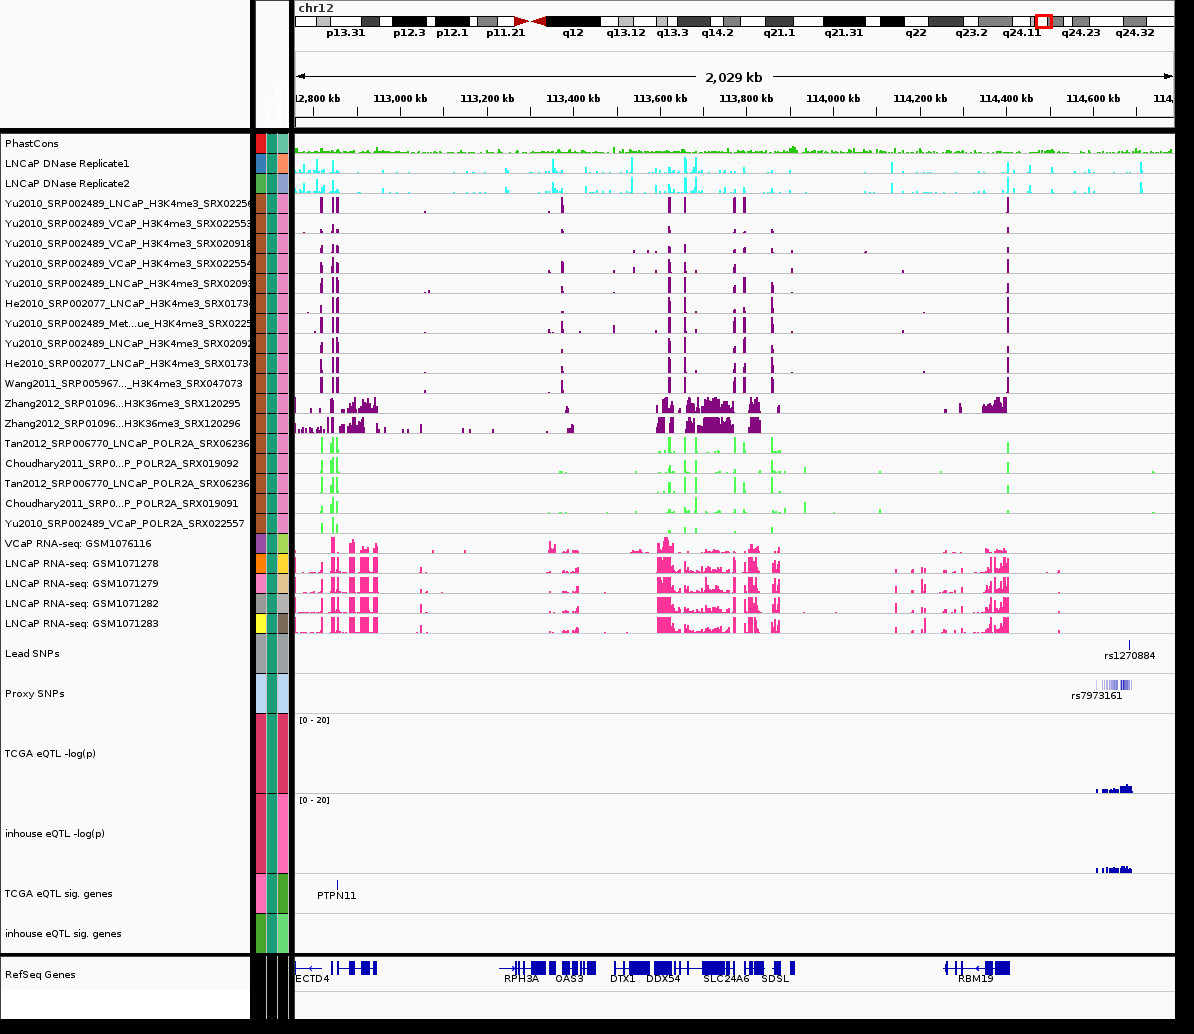 chr12
p13.31 p12.3 p12.1 p11.21 q12 q13.12 q13.3 q14.2 q21.1 q21.31 q22 q23.2 q24.11 q24.23 q24.32
2,029 kb
12,800 kb 113,000 kb 113,200 kb 113,400 kb 113,600 kb 113,800 kb 114,000 kb 114,200 kb 114,400 kb 114,600 kb 114,
PhastCons
LNCaP DNase Replicate1
LNCaP DNase Replicate2
Yu2010_SRP002489_LNCaP_H3K4me3_SRX02250
Yu2010_SRP002489_VCaP_H3K4me3_SRX022553
Yu2010_SRP002489_VCaP_H3K4me3_SRX020918
Yu2010_SRP002489_VCaP_H3K4me3_SRX022554
Yu2010_SRP002489_LNCaP_H3K4me3_SRX0209
He2010_SRP002077_LNCaP_H3K4me3_SRX0173
Yu2010_SRP002489_Met...ue_H3K4me3_SRX0225
Yu2010_SRP002489_LNCaP_H3K4me3_SRX0209
He2010_SRP002077_LNCaP_H3K4me3_SRX0173
Wang2011_SRP005967..._H3K4me3_SRX047073
Zhang2012_SRP01096...H3K36me3_SRX120295
Zhang2012_SRP01096...H3K36me3_SRX120296
Tan2012_SRP006770_LNCaP_POLR2A_SRX06236
Choudhary2011_SRP0...P_POLR2A_SRX019092
Tan2012_SRP006770_LNCaP_POLR2A_SRX06236
Choudhary2011_SRP0...P_POLR2A_SRX019091
Yu2010_SRP002489_VCaP_POLR2A_SRX022557
VCaP RNA-seq: GSM1076116
LNCaP RNA-seq: GSM1071278
LNCaP RNA-seq: GSM1071279
LNCaP RNA-seq: GSM1071282
LNCaP RNA-seq: GSM1071283
Lead SNPs
rs1270884
Proxy SNPs
rs7973161
[0 - 20]
TCGA eQTL -log(p)
[0 - 20]
inhouse eQTL -log(p)
TCGA eQTL sig. genes
PTPN11
inhouse eQTL sig. genes
RefSeq Genes
ECTD4 RPH3A OAS3 DTX1 DDX54 SLC24A6 SDSL RBM19